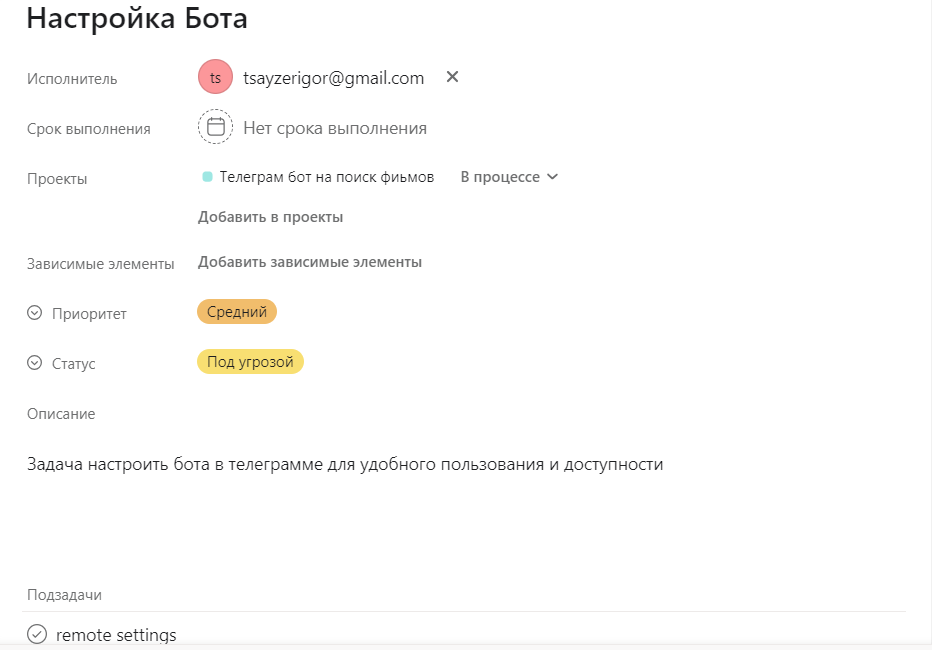 Настройка Бота
Исполнитель ts tsayzerigor@gmail.com
Срок выполнения Нет срока выполнения
Проекты Телеграм бот на поиск фиьмов В процессе
Добавить в проекты
Зависимые элементы Добавить зависимые элементы
Приоритет Средний
Статус Под угрозой
Описание
Задача настроить бота в телеграмме для удобного пользования и доступности
Подзадачи
remote settings